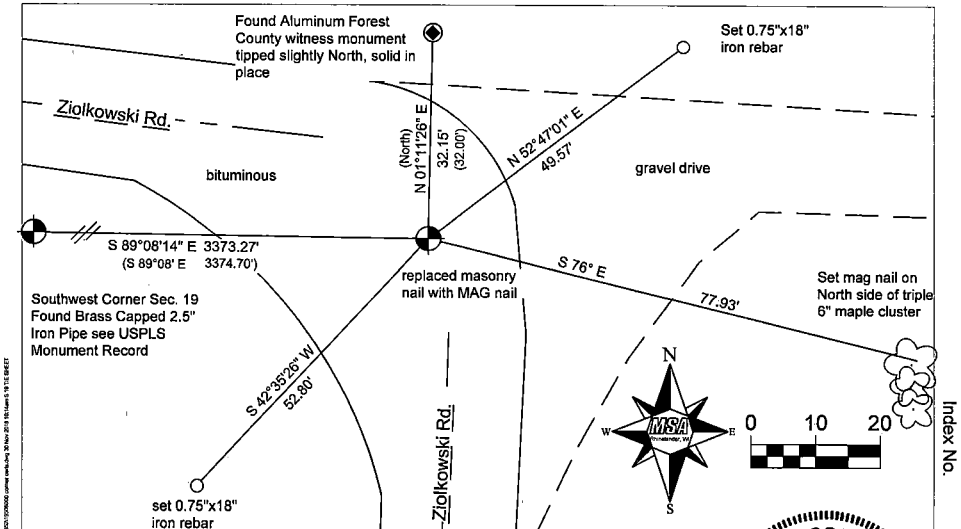 Found Aluminum Forest
County witness monument
tipped slightly North, solid in
place
Set 0.75"x18"
iron rebar
Ziolkowski Rd.
(North)
N 01°11'26" E
32.15'
(32.00')
N 52°47'01" E
49.57'
bituminous
gravel drive
S 89°08'14" E 3373.27'
(S 89°08' E 3374.70')
S 76° E
77.93'
replaced masonry
nail with MAG nail
Set mag nail on
North side of triple
6" maple cluster
Southwest Corner Sec. 19
Found Brass Capped 2.5"
Iron Pipe see USPLS
Monument Record
S 42°35'26" W
52.80'
Ziolkowski Rd.
N
W
E
S
MSA
Rhinelander, WI
0 10 20
Index No.
set 0.75"x18"
iron rebar